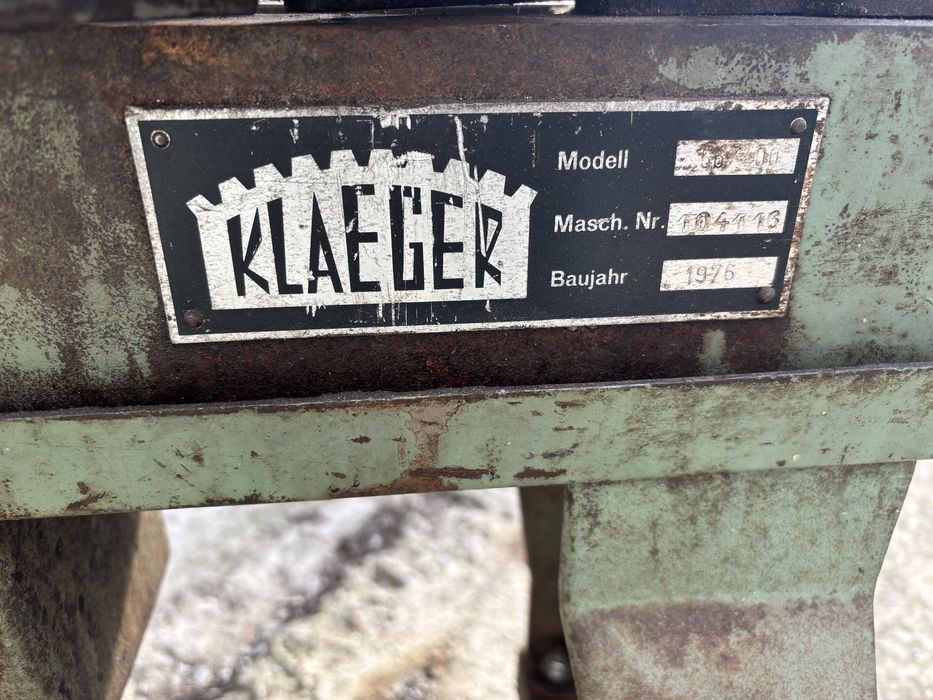 KLAEGER
Modell
Masch. Nr. 104113
Baujahr 1976